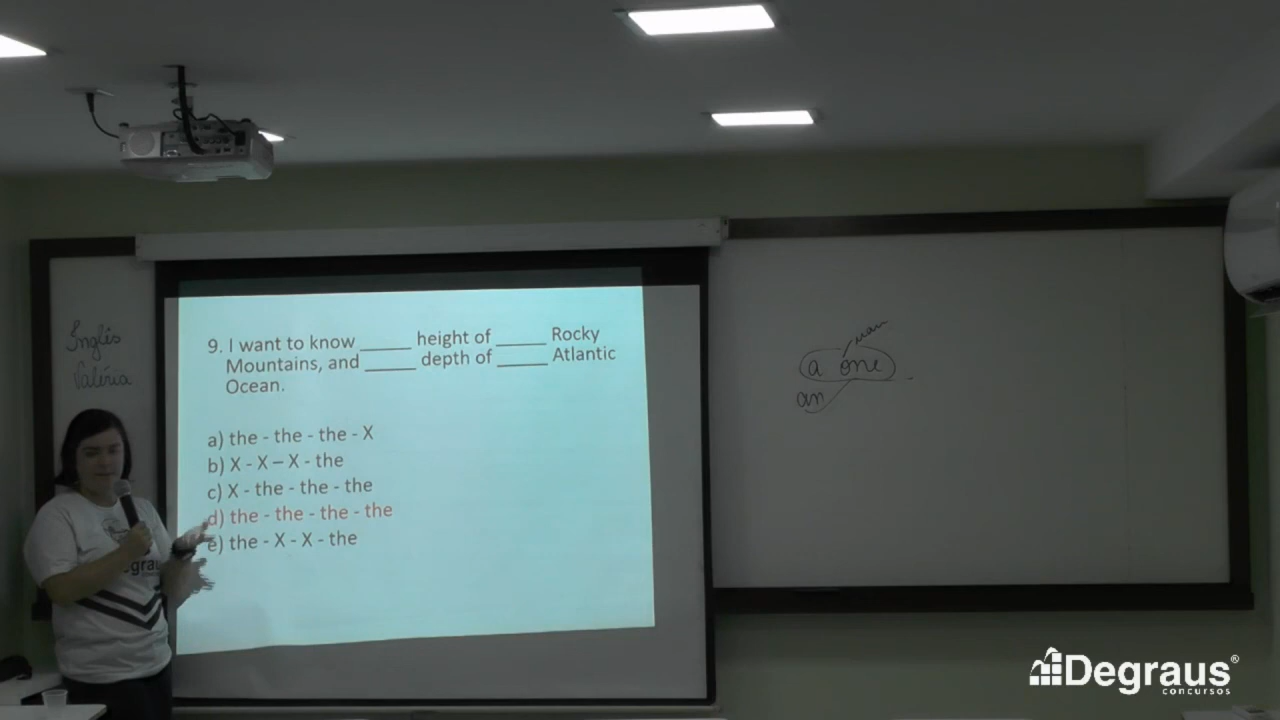 Inglês
Valéria
9. I want to know _____ height of _____ Rocky
Mountains, and _____ depth of _____ Atlantic
Ocean.
a) the - the - the - X
b) X - X – X - the
c) X - the - the - the
d) the - the - the - the
e) the - X - X - the
a one
an
Degraus®
concursos